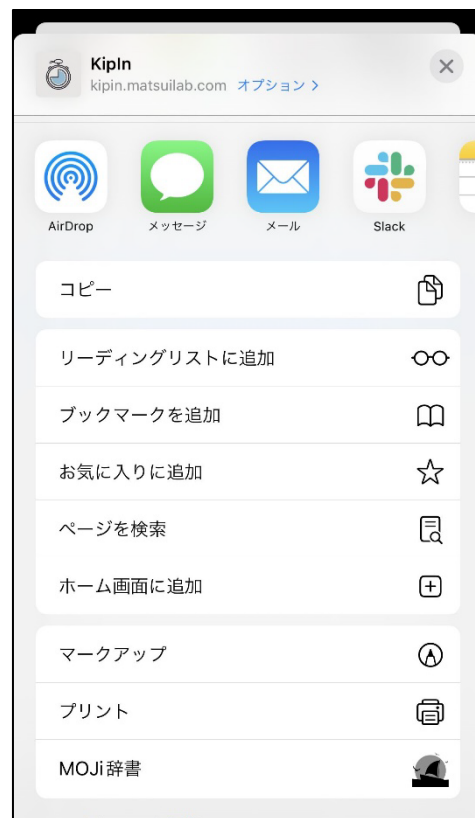 KipIn
kipin.matsuilab.com オプション >
AirDrop
メッセージ
メール
Slack
コピー
リーディングリストに追加
ブックマークを追加
お気に入りに追加
ページを検索
ホーム画面に追加
マークアップ
プリント
MOJi辞書